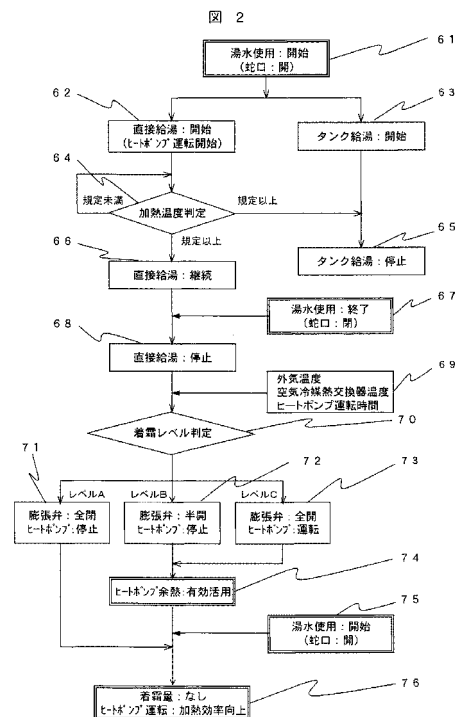 図 2
61
湯水使用:開始
(蛇口:開)
62
63
直接給湯:開始
(ヒートポンプ運転開始)
タンク給湯:開始
64
規定未満
加熱温度判定
規定以上
規定以上
65
66
タンク給湯:停止
直接給湯:継続
67
湯水使用:終了
(蛇口:閉)
68
直接給湯:停止
69
外気温度
空気冷媒熱交換器温度
ヒートポンプ運転時間
70
着霜レベル判定
71
72
73
レベルA
レベルB
レベルC
膨張弁:全閉
ヒートポンプ:停止
膨張弁:半開
ヒートポンプ:停止
膨張弁:全開
ヒートポンプ:運転
74
ヒートポンプ余熱:有効活用
75
湯水使用:開始
(蛇口:開)
76
着霜量:なし
ヒートポンプ運転:加熱効率向上